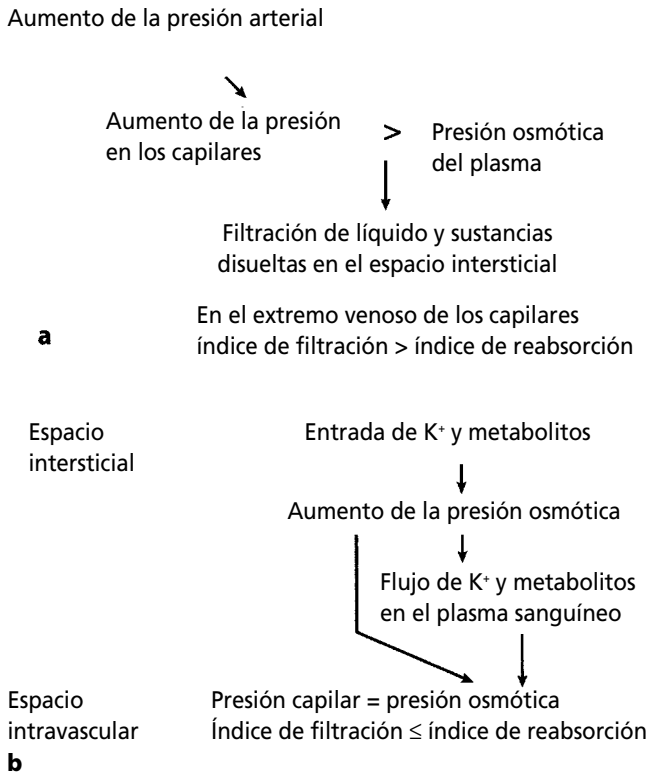 Aumento de la presión arterial
Aumento de la presión
en los capilares
>
Presión osmótica
del plasma
Filtración de líquido y sustancias
disueltas en el espacio intersticial
a
En el extremo venoso de los capilares
índice de filtración > índice de reabsorción
Espacio
intersticial
Entrada de K⁺ y metabolitos
Aumento de la presión osmótica
Flujo de K⁺ y metabolitos
en el plasma sanguíneo
Espacio
intravascular
Presión capilar = presión osmótica
Índice de filtración ≤ índice de reabsorción
b